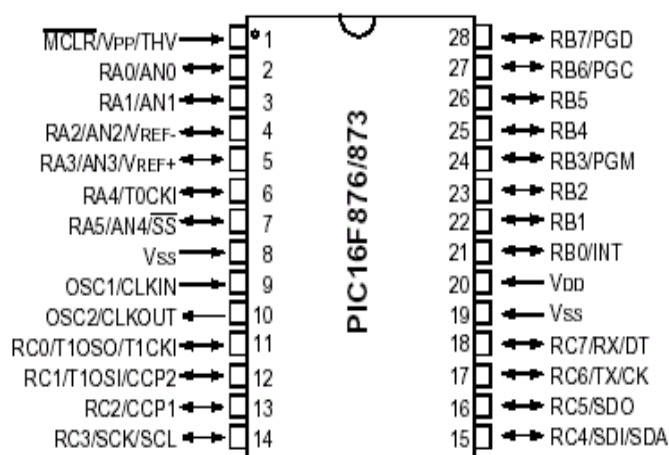 MCLR/VPP/THV 1 28 RB7/PGD
RA0/AN0 2 27 RB6/PGC
RA1/AN1 3 26 RB5
RA2/AN2/VREF- 4 25 RB4
RA3/AN3/VREF+ 5 24 RB3/PGM
RA4/T0CKI 6 23 RB2
RA5/AN4/SS 7 22 RB1
VSS 8 21 RB0/INT
OSC1/CLKIN 9 20 VDD
OSC2/CLKOUT 10 19 VSS
RC0/T1OSO/T1CKI 11 18 RC7/RX/DT
RC1/T1OSI/CCP2 12 17 RC6/TX/CK
RC2/CCP1 13 16 RC5/SDO
RC3/SCK/SCL 14 15 RC4/SDI/SDA
PIC16F876/873